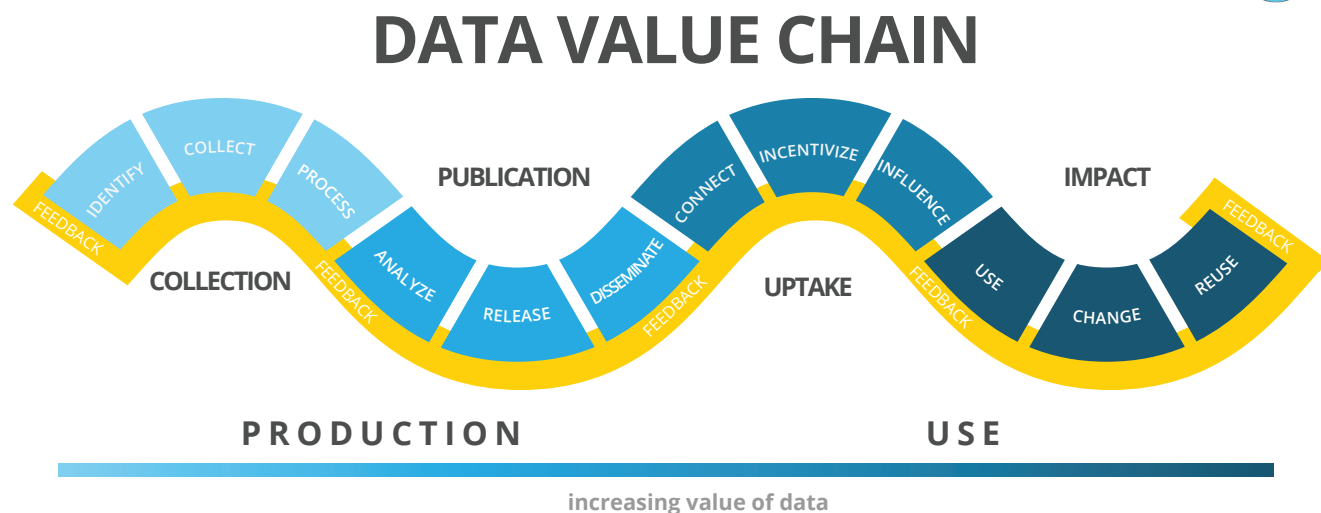 DATA VALUE CHAIN
FEEDBACK
IDENTIFY
COLLECT
PROCESS
COLLECTION
FEEDBACK
ANALYZE
RELEASE
DISSEMINATE
PUBLICATION
FEEDBACK
CONNECT
INCENTIVIZE
INFLUENCE
UPTAKE
FEEDBACK
USE
CHANGE
REUSE
IMPACT
FEEDBACK
PRODUCTION
USE
increasing value of data